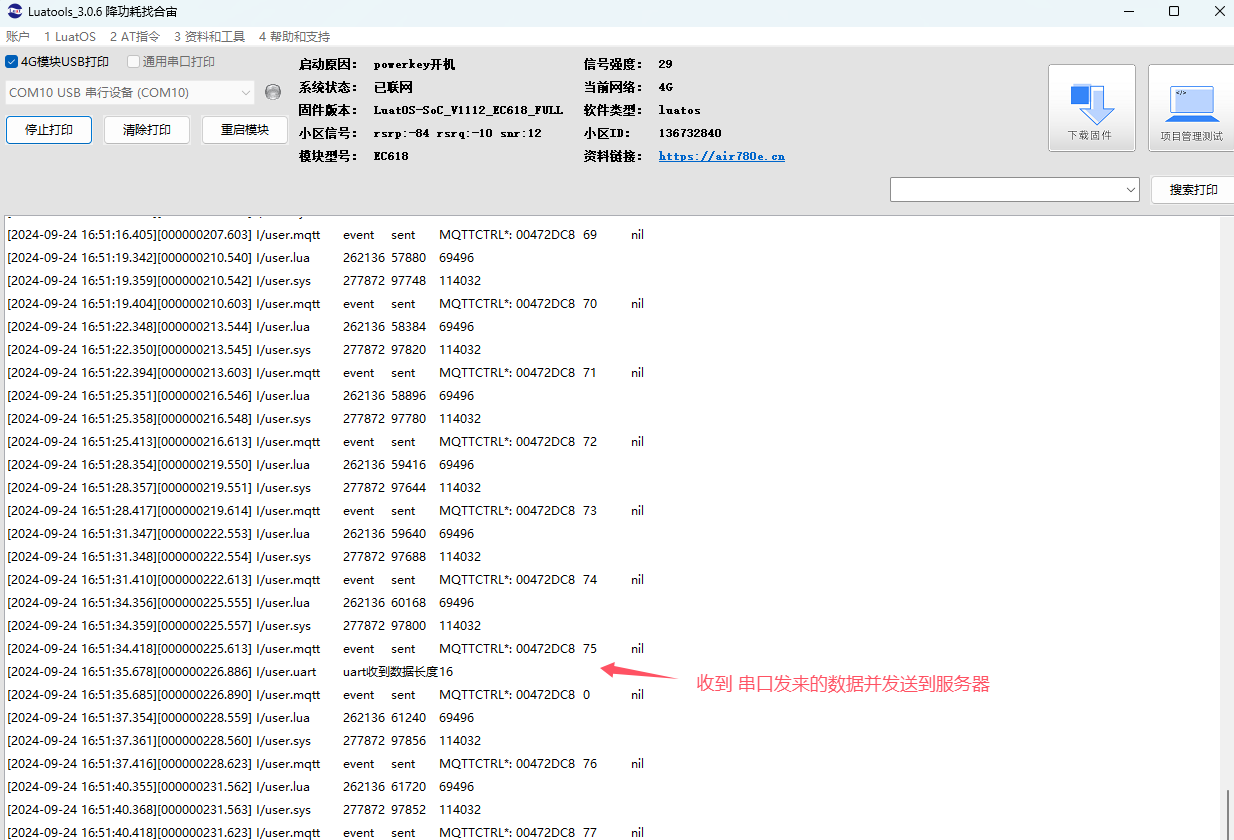 Luatools_3.0.6 降功耗找合宙
账户 1 LuatOS 2 AT指令 3 资料和工具 4 帮助和支持
4G模块USB打印 通用串口打印
COM10 USB 串行设备 (COM10)
停止打印 清除打印 重启模块
启动原因: powerkey开机 信号强度: 29
系统状态: 已联网 当前网络: 4G
固件版本: LuatOS-SoC_V1112_EC618_FULL 软件类型: luatos
小区信号: rsrp:-84 rsrq:-10 snr:12 小区ID: 136732840
模块型号: EC618 资料链接: https://air780e.cn
下载固件 项目管理测试
搜索打印
[2024-09-24 16:51:16.405][000000207.603] I/user.mqtt event sent MQTTCTRL*: 00472DC8 69 nil
[2024-09-24 16:51:19.342][000000210.540] I/user.lua 262136 57880 69496
[2024-09-24 16:51:19.359][000000210.542] I/user.sys 277872 97748 114032
[2024-09-24 16:51:19.404][000000210.603] I/user.mqtt event sent MQTTCTRL*: 00472DC8 70 nil
[2024-09-24 16:51:22.348][000000213.544] I/user.lua 262136 58384 69496
[2024-09-24 16:51:22.350][000000213.545] I/user.sys 277872 97820 114032
[2024-09-24 16:51:22.394][000000213.603] I/user.mqtt event sent MQTTCTRL*: 00472DC8 71 nil
[2024-09-24 16:51:25.351][000000216.546] I/user.lua 262136 58896 69496
[2024-09-24 16:51:25.358][000000216.548] I/user.sys 277872 97780 114032
[2024-09-24 16:51:25.413][000000216.613] I/user.mqtt event sent MQTTCTRL*: 00472DC8 72 nil
[2024-09-24 16:51:28.354][000000219.550] I/user.lua 262136 59416 69496
[2024-09-24 16:51:28.357][000000219.551] I/user.sys 277872 97644 114032
[2024-09-24 16:51:28.417][000000219.614] I/user.mqtt event sent MQTTCTRL*: 00472DC8 73 nil
[2024-09-24 16:51:31.347][000000222.553] I/user.lua 262136 59640 69496
[2024-09-24 16:51:31.348][000000222.554] I/user.sys 277872 97688 114032
[2024-09-24 16:51:31.410][000000222.613] I/user.mqtt event sent MQTTCTRL*: 00472DC8 74 nil
[2024-09-24 16:51:34.356][000000225.555] I/user.lua 262136 60168 69496
[2024-09-24 16:51:34.359][000000225.557] I/user.sys 277872 97800 114032
[2024-09-24 16:51:34.418][000000225.613] I/user.mqtt event sent MQTTCTRL*: 00472DC8 75 nil
[2024-09-24 16:51:35.678][000000226.886] I/user.uart uart收到数据长度16
收到 串口发来的数据并发送到服务器
[2024-09-24 16:51:35.685][000000226.890] I/user.mqtt event sent MQTTCTRL*: 00472DC8 0 nil
[2024-09-24 16:51:37.354][000000228.559] I/user.lua 262136 61240 69496
[2024-09-24 16:51:37.361][000000228.560] I/user.sys 277872 97856 114032
[2024-09-24 16:51:37.416][000000228.623] I/user.mqtt event sent MQTTCTRL*: 00472DC8 76 nil
[2024-09-24 16:51:40.355][000000231.562] I/user.lua 262136 61720 69496
[2024-09-24 16:51:40.368][000000231.563] I/user.sys 277872 97852 114032
[2024-09-24 16:51:40.418][000000231.623] I/user.mqtt event sent MQTTCTRL*: 00472DC8 77 nil